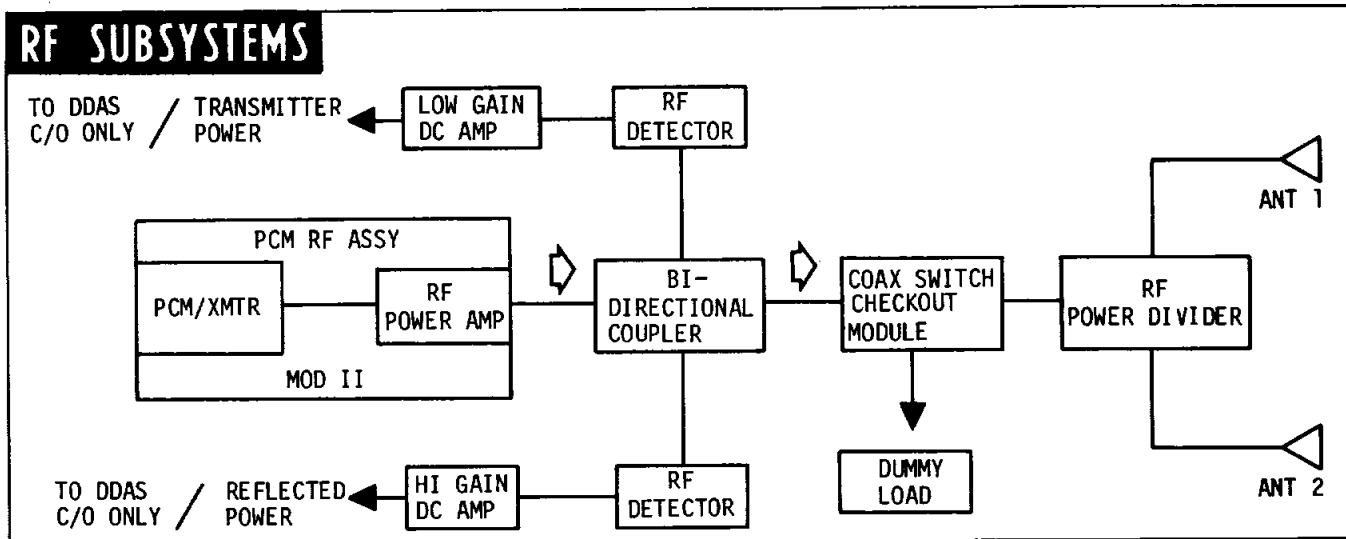 RF SUBSYSTEMS
TO DDAS
C/O ONLY / TRANSMITTER
POWER
LOW GAIN
DC AMP
RF
DETECTOR
ANT 1
PCM RF ASSY
PCM/XMTR
RF
POWER AMP
MOD II
BI-
DIRECTIONAL
COUPLER
COAX SWITCH
CHECKOUT
MODULE
RF
POWER DIVIDER
DUMMY
LOAD
TO DDAS
C/O ONLY / REFLECTED
POWER
HI GAIN
DC AMP
RF
DETECTOR
ANT 2